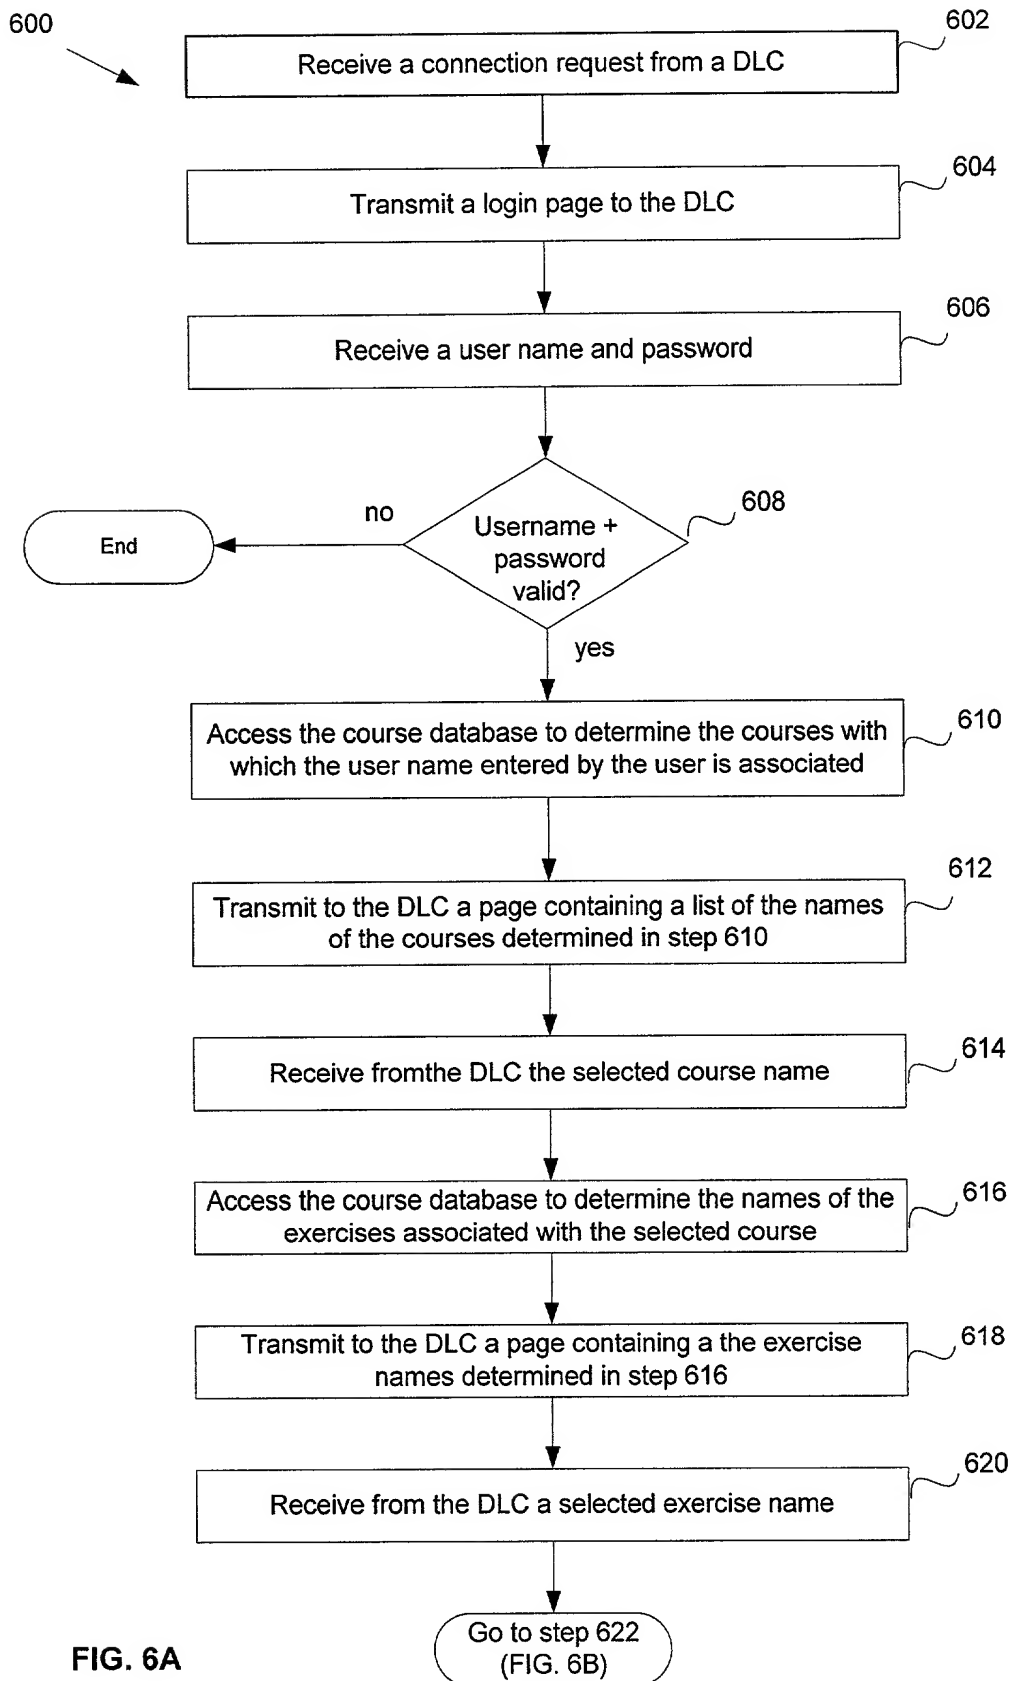 600
602
Receive a connection request from a DLC
604
Transmit a login page to the DLC
606
Receive a user name and password
608
no
Username +
password
valid?
End
yes
610
Access the course database to determine the courses with
which the user name entered by the user is associated
612
Transmit to the DLC a page containing a list of the names
of the courses determined in step 610
614
Receive fromthe DLC the selected course name
616
Access the course database to determine the names of the
exercises associated with the selected course
618
Transmit to the DLC a page containing a the exercise
names determined in step 616
620
Receive from the DLC a selected exercise name
Go to step 622
(FIG. 6B)
FIG. 6A